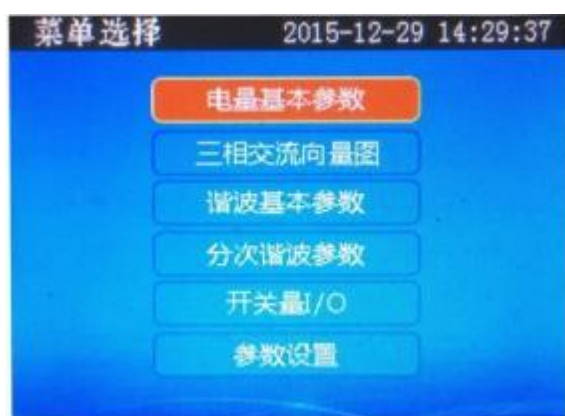 菜单选择 2015-12-29 14:29:37
电量基本参数
三相交流向量图
谐波基本参数
分次谐波参数
开关量I/O
参数设置